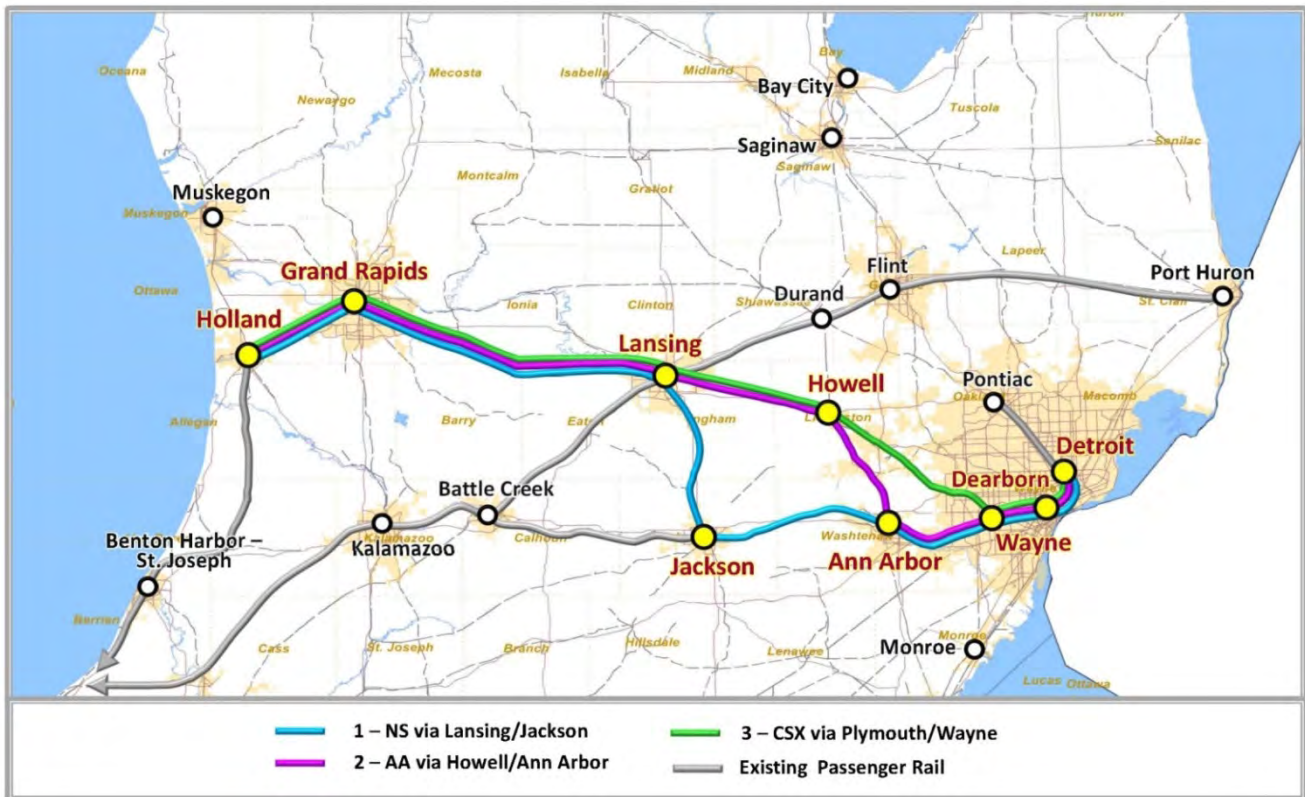 Huron
Oceana
Mecosta
Isabella
Midland
Bay
Bay City
Newaygo
Tuscola
Saginaw
Sanilac
Saginaw
Montcalm
Gratiot
Muskegon
Muskegon
Lapeer
Grand Rapids
Flint
Port Huron
Ottawa
Ionia
Clinton
Shiawassee
Durand
St. Clair
Holland
Lansing
Howell
Pontiac
Oakl
Macomb
Allegan
Barry
Eaton
ngham
Detroit
Dearborn
Battle Creek
Benton Harbor –
St. Joseph
Kalamazoo
Kalamazoo
Calhoun
Jackson
Washtenaw
Ann Arbor
Wayne
Berrien
Cass
St. Joseph
Branch
Hillsdale
Lenawee
Monroe
Monroe
Lucas
Ottawa
1 – NS via Lansing/Jackson
3 – CSX via Plymouth/Wayne
2 – AA via Howell/Ann Arbor
Existing Passenger Rail